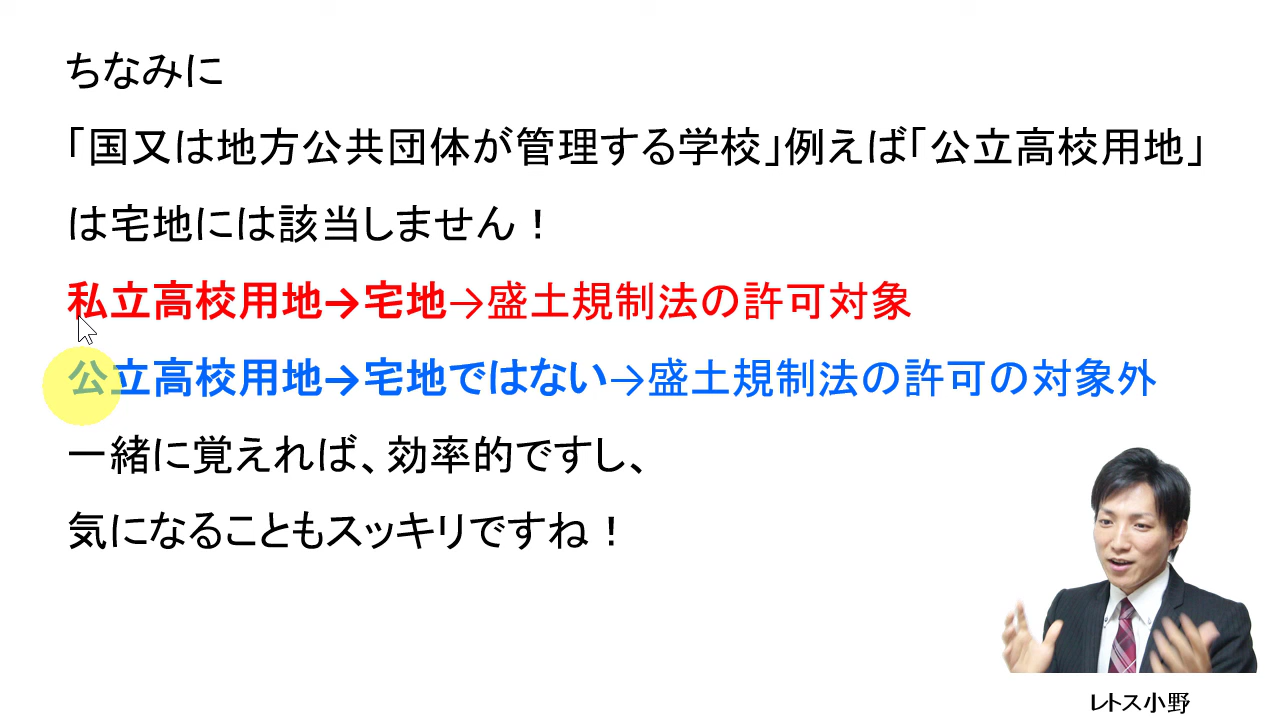 ちなみに
「国又は地方公共団体が管理する学校」例えば「公立高校用地」
は宅地には該当しません！
私立高校用地→宅地→盛土規制法の許可対象
公立高校用地→宅地ではない→盛土規制法の許可の対象外
一緒に覚えれば、効率的ですし、
気になることもスッキリですね！
レトス小野